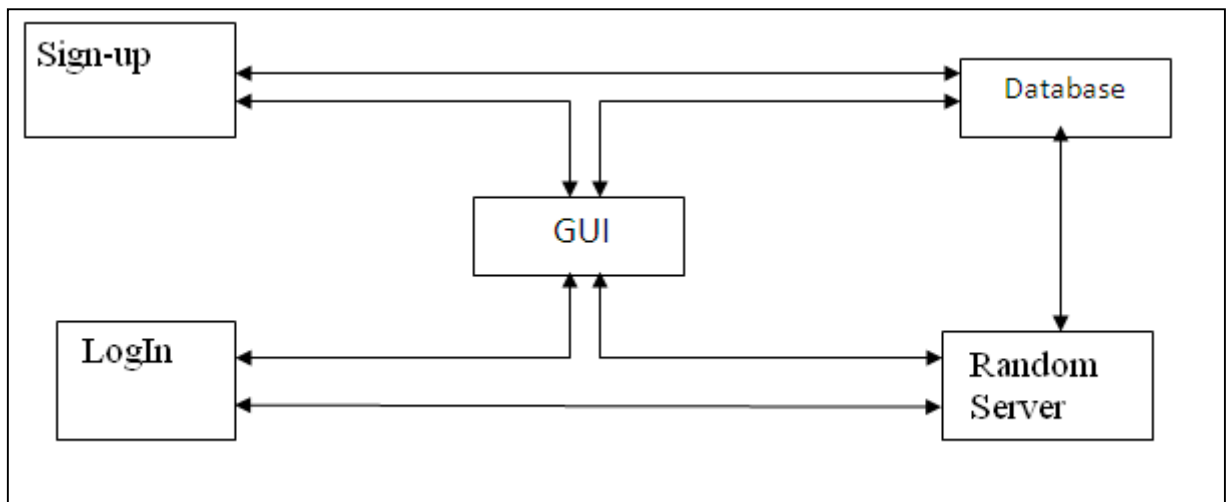 Sign-up
Database
GUI
LogIn
Random
Server